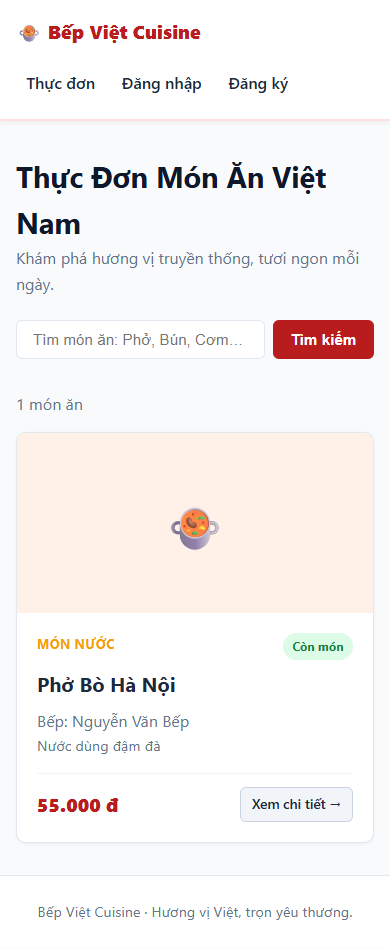 Bếp Việt Cuisine
Thực đơn Đăng nhập Đăng ký
Thực Đơn Món Ăn Việt
Nam
Khám phá hương vị truyền thống, tươi ngon mỗi
ngày.
Tìm món ăn: Phở, Bún, Cơm... Tìm kiếm
1 món ăn
MÓN NƯỚC Còn món
Phở Bò Hà Nội
Bếp: Nguyễn Văn Bếp
Nước dùng đậm đà
55.000 đ Xem chi tiết →
Bếp Việt Cuisine · Hương vị Việt, trọn yêu thương.